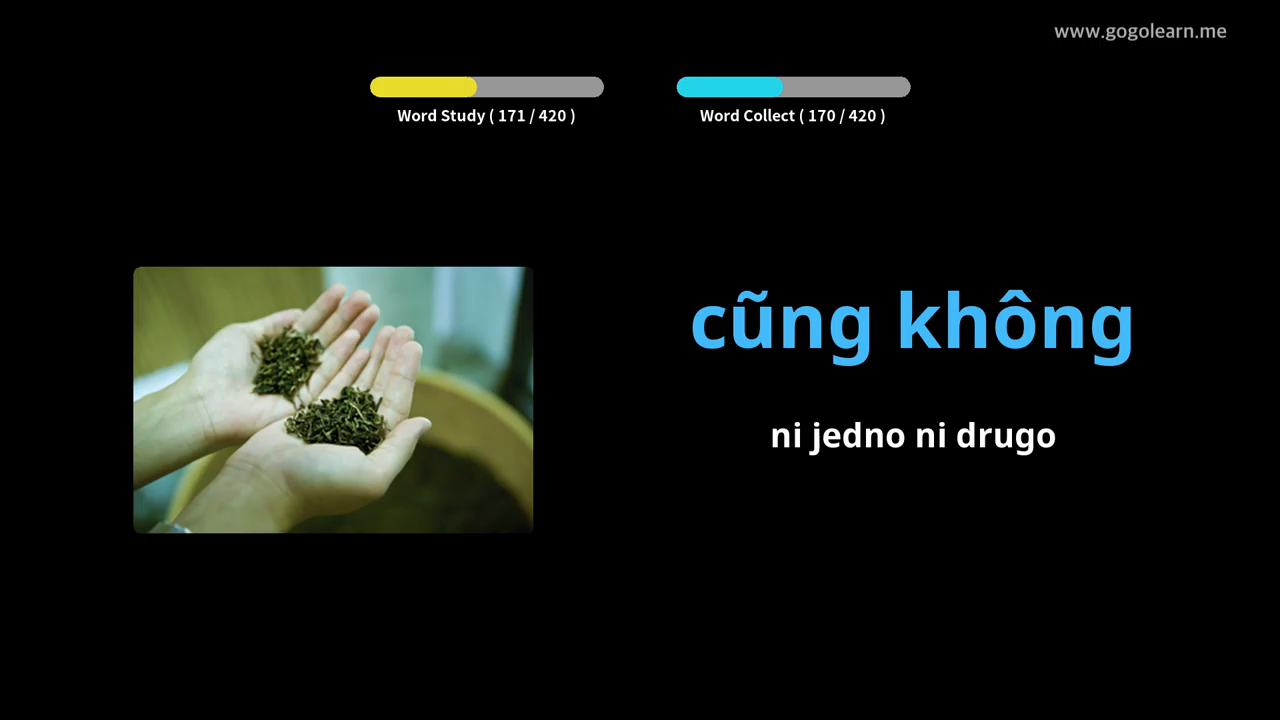 www.gogolearn.me
Word Study ( 171 / 420 )
Word Collect ( 170 / 420 )
cũng không
ni jedno ni drugo